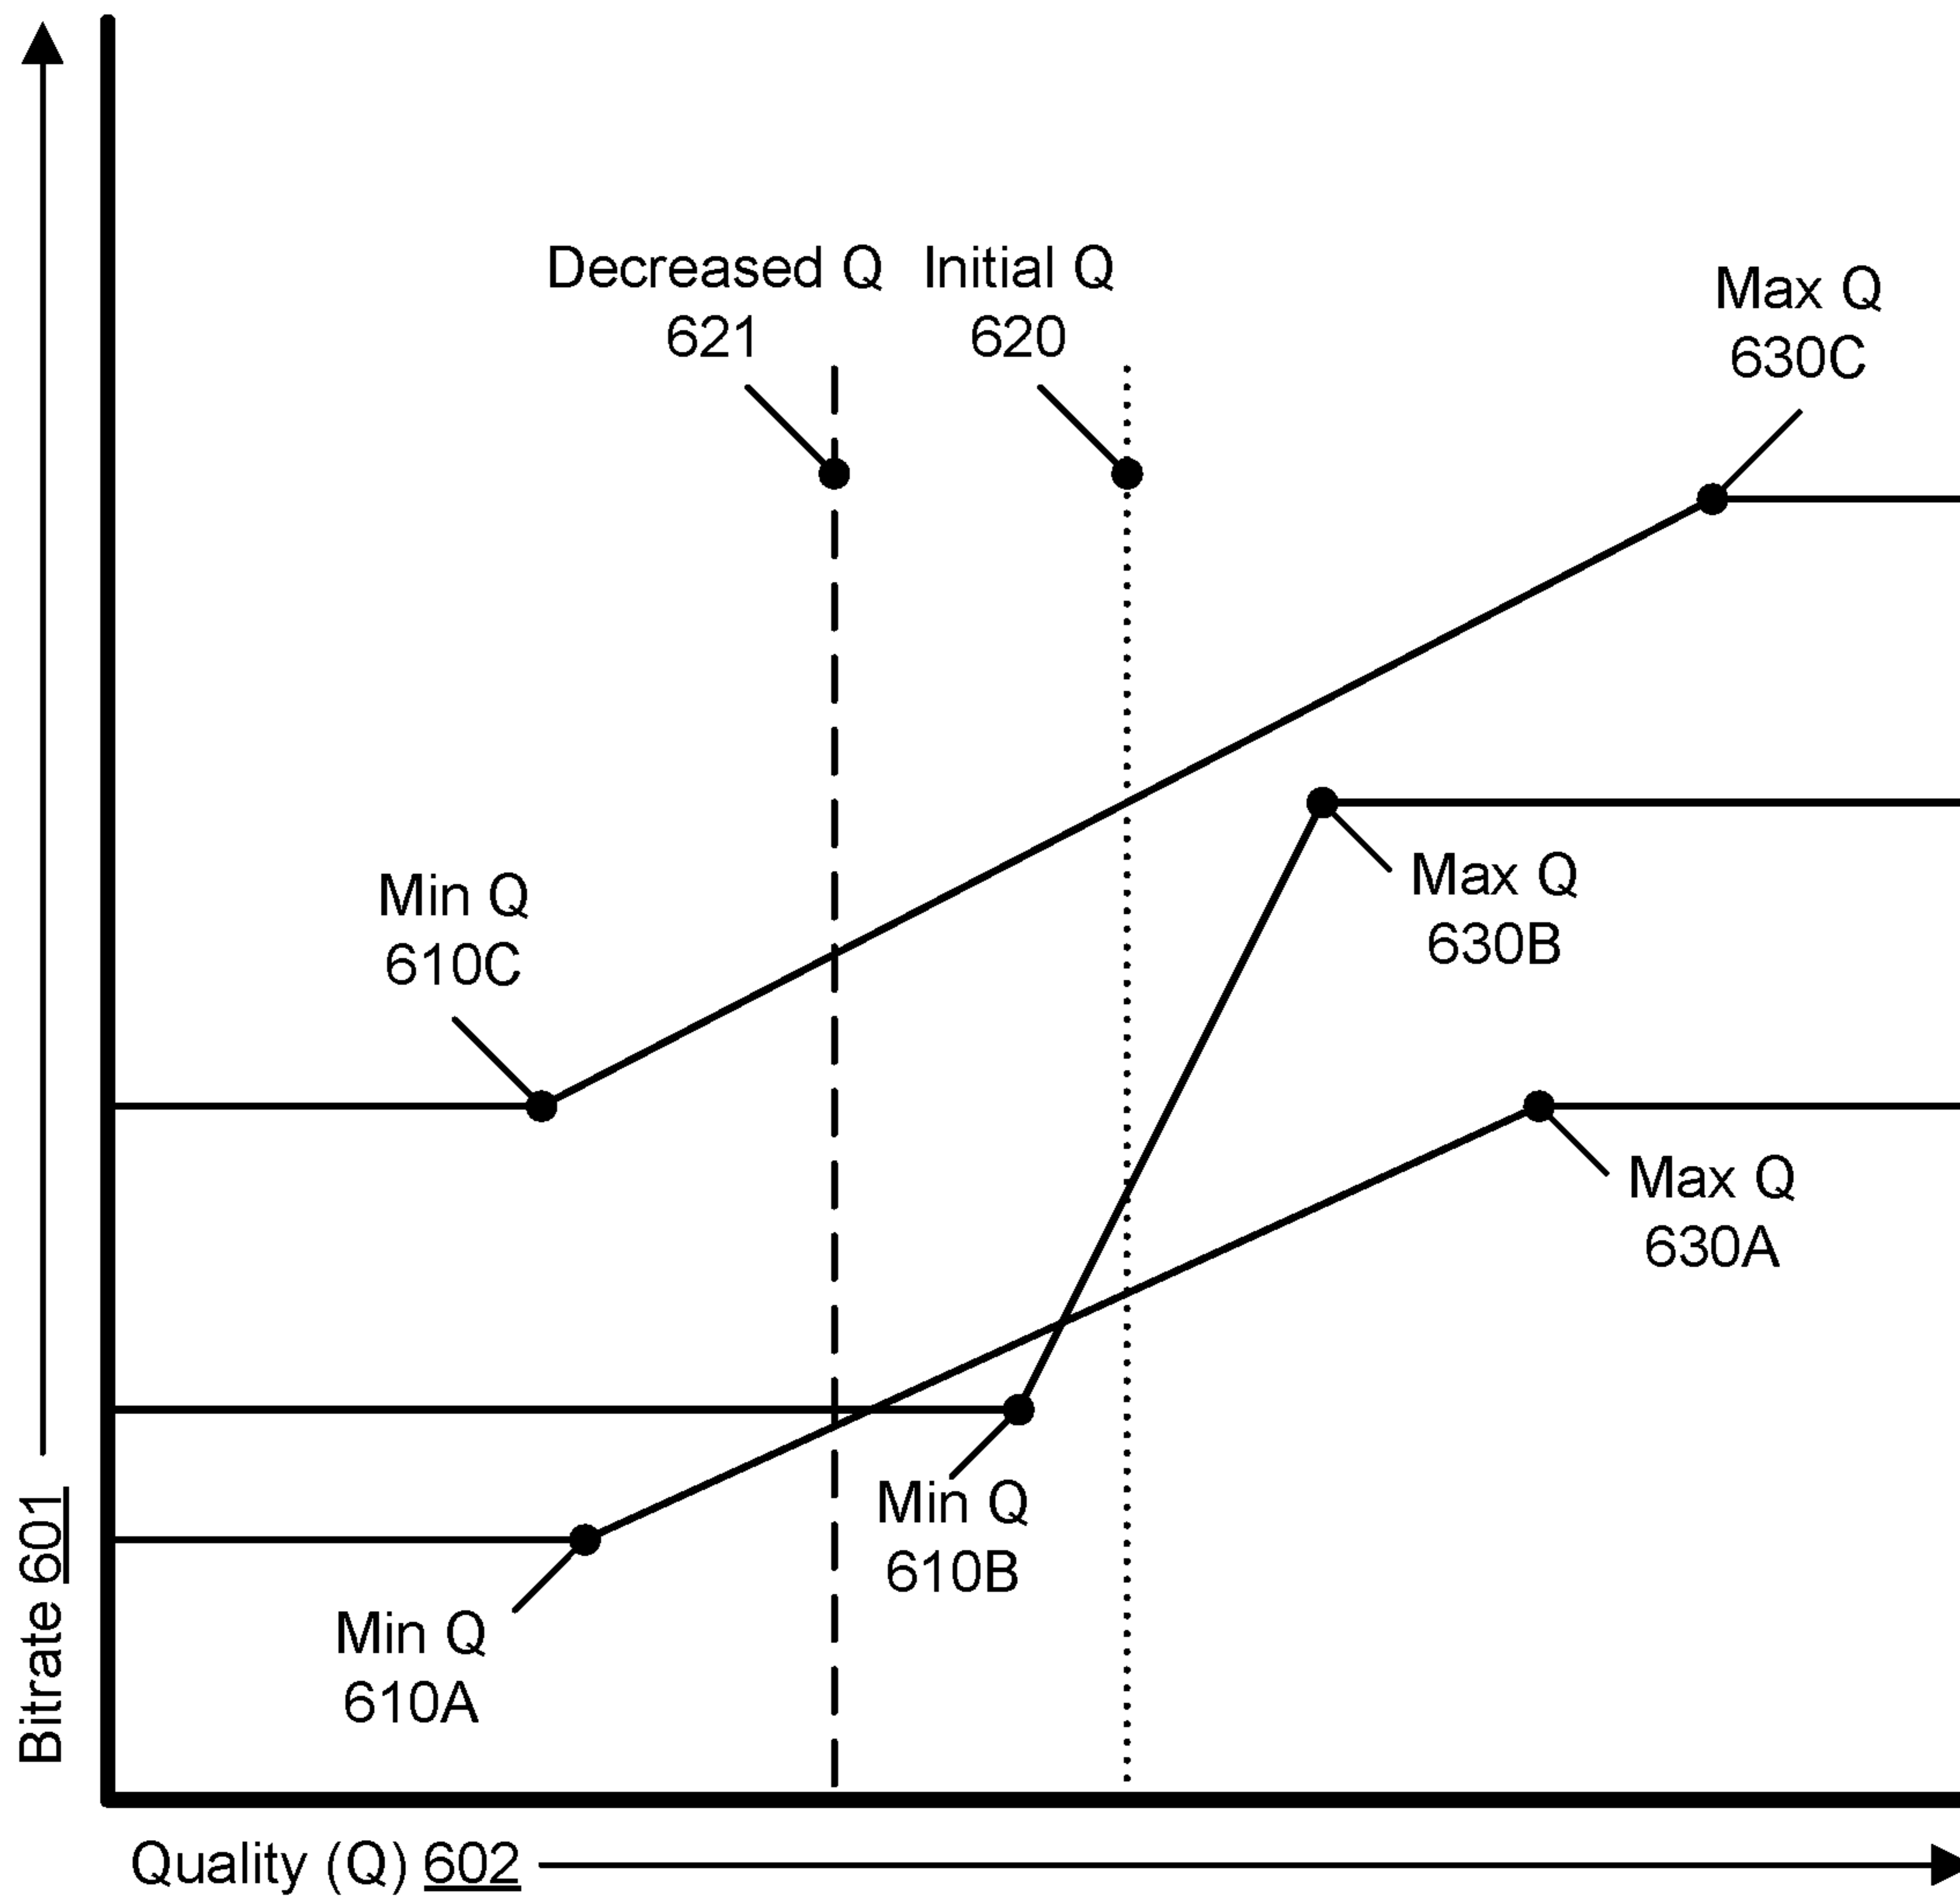 Decreased Q
621
Initial Q
620
Max Q
630C
Min Q
610C
Max Q
630B
Max Q
630A
Min Q
610B
Min Q
610A
Bitrate 601
Quality (Q) 602